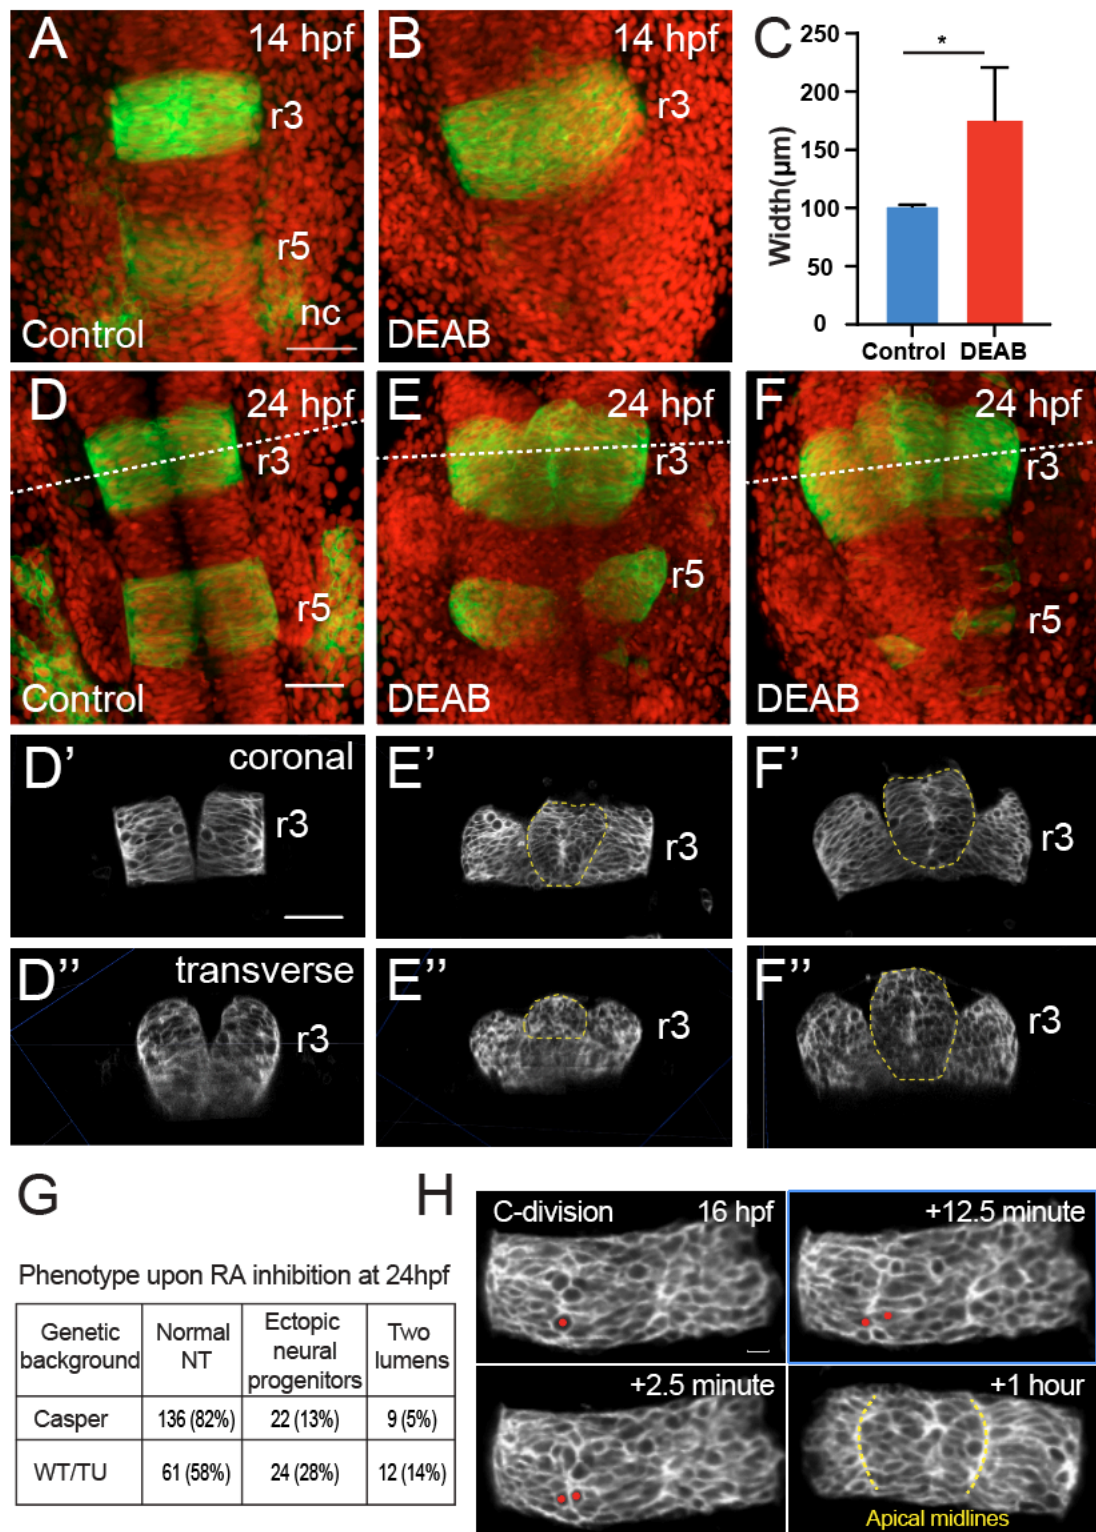 A 14 hpf
r3
r5
nc
Control
B 14 hpf
r3
DEAB
C
*
250
200
150
100
50
0
Width(μm)
Control DEAB
D 24 hpf
r3
r5
Control
E 24 hpf
r3
r5
DEAB
F 24 hpf
r3
r5
DEAB
D’ coronal
r3
E’
r3
F’
r3
D” transverse
r3
E”
r3
F”
r3
G
Phenotype upon RA inhibition at 24hpf
Genetic background
Normal NT
Ectopic neural progenitors
Two lumens
Casper 136 (82%) 22 (13%) 9 (5%)
WT/TU 61 (58%) 24 (28%) 12 (14%)
H
C-division 16 hpf
+12.5 minute
+2.5 minute
+1 hour
Apical midlines